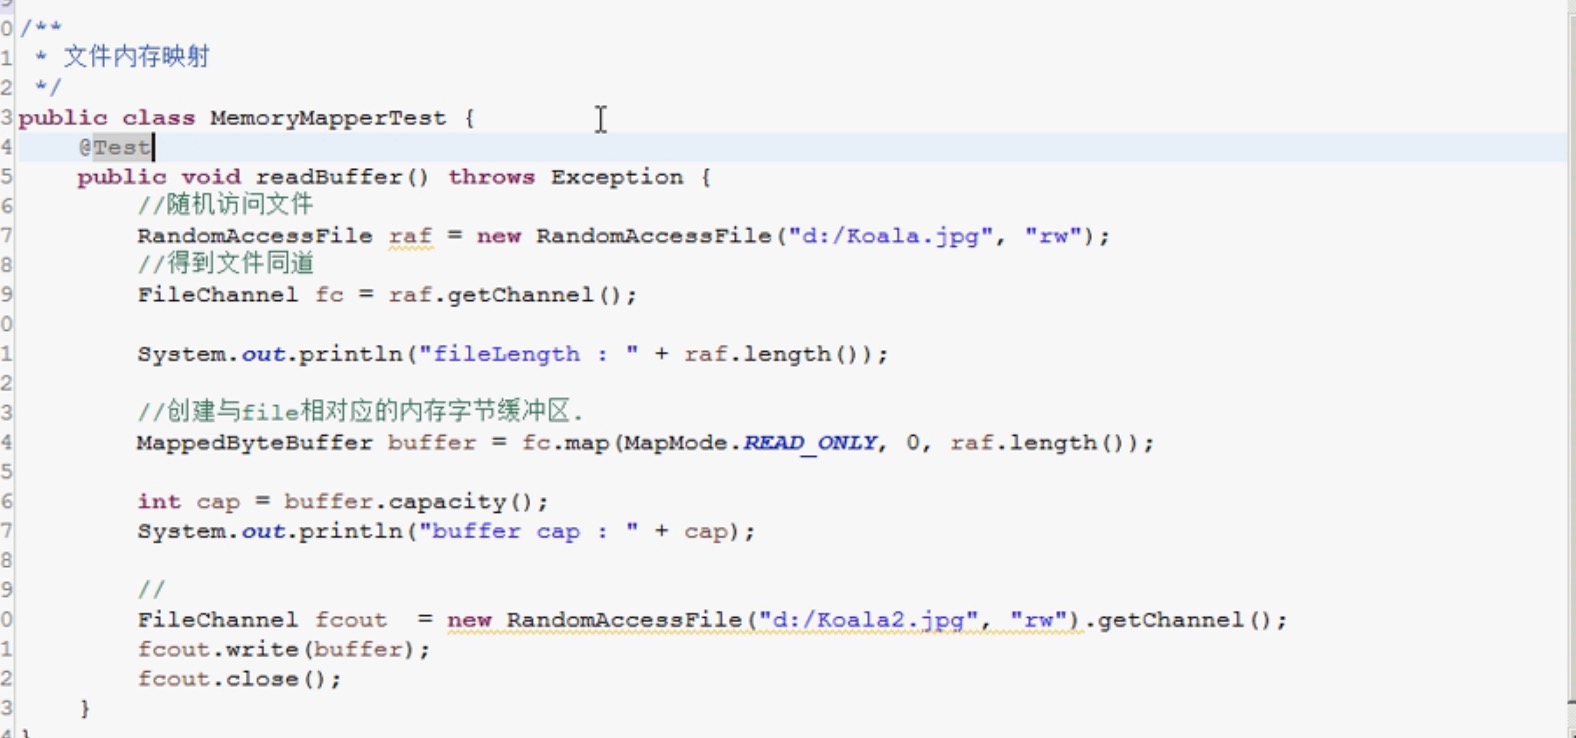 0 /**
1  * 文件内存映射
2  */
3 public class MemoryMapperTest {
4     @Test
5     public void readBuffer() throws Exception {
6         //随机访问文件
7         RandomAccessFile raf = new RandomAccessFile("d:/Koala.jpg", "rw");
8         //得到文件同道
9         FileChannel fc = raf.getChannel();
0
1         System.out.println("fileLength : " + raf.length());
2
3         //创建与file相对应的内存字节缓冲区.
4         MappedByteBuffer buffer = fc.map(MapMode.READ_ONLY, 0, raf.length());
5
6         int cap = buffer.capacity();
7         System.out.println("buffer cap : " + cap);
8
9         //
0         FileChannel fcout  = new RandomAccessFile("d:/Koala2.jpg", "rw").getChannel();
1         fcout.write(buffer);
2         fcout.close();
3     }
4 }